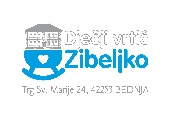 Dječji vrtić
Zibeljko
Trg Sv. Marije 24, 42253 BEDNJA